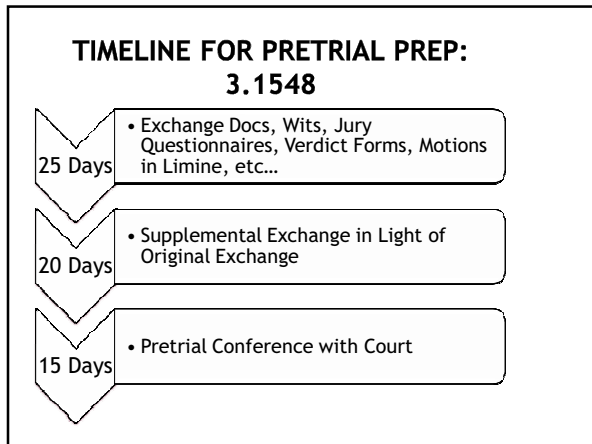 TIMELINE FOR PRETRIAL PREP:
3.1548
25 Days
• Exchange Docs, Wits, Jury
Questionnaires, Verdict Forms, Motions
in Limine, etc…
20 Days
• Supplemental Exchange in Light of
Original Exchange
15 Days
• Pretrial Conference with Court